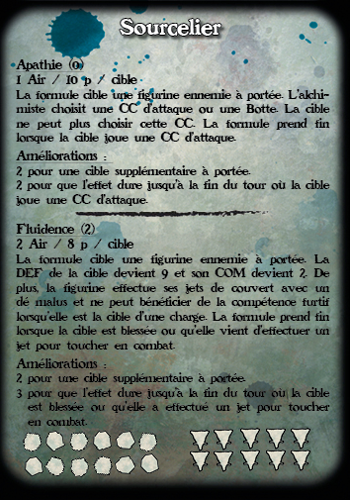 Sourcelier
Apathie (0)
1 Air / 10 p / cible
La formule cible une figurine ennemie à portée. L'alchi-
miste choisit une CC d'attaque ou une Botte. La cible
ne peut plus choisir cette CC. La formule prend fin
lorsque la cible joue une CC d'attaque.
Améliorations :
2 pour une cible supplémentaire à portée.
2 pour que l'effet dure jusqu'à la fin du tour où la cible
joue une CC d'attaque.
Fluidence (2)
2 Air / 8 p / cible
La formule cible une figurine ennemie à portée. La
DEF de la cible devient 9 et son COM devient 2. De
plus, la figurine effectue ses jets de couvert avec un
dé malus et ne peut bénéficier de la compétence furtif
lorsqu'elle est la cible d'une charge. La formule prend fin
lorsque la cible est blessée ou qu'elle vient d'effectuer un
jet pour toucher en combat.
Améliorations :
2 pour une cible supplémentaire à portée.
3 pour que l'effet dure jusqu'à la fin du tour où la cible
est blessée ou qu'elle a effectué un jet pour toucher
en combat.